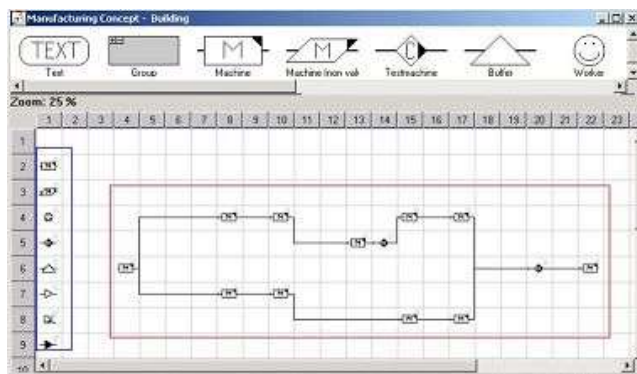 Manufacturing Concept - Building
TEXT M M C
Text Group Machine Machine (non val) Testmachine Buffer Worker
Zoom: 25 %
1 2 3 4 5 6 7 8 9 10 11 12 13 14 15 16 17 18 19 20 21 22 23
1
2
3
4
5
6
7
8
9
10